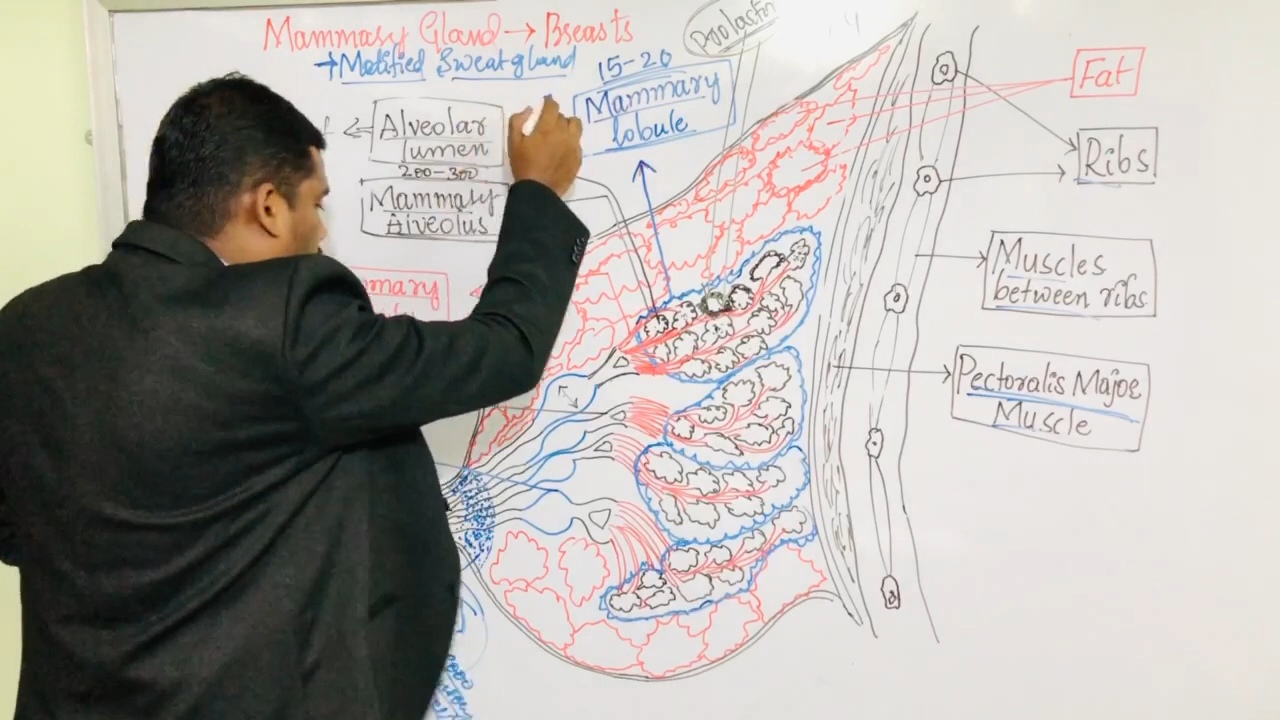 Mammary Gland → Breasts
→ Modified Sweat gland
Prolactin
15-20
Mammary
lobule
Alveolar
lumen
200-300
Mammary
Alveolus
Fat
Ribs
Muscles
between ribs
Pectoralis Major
Muscle